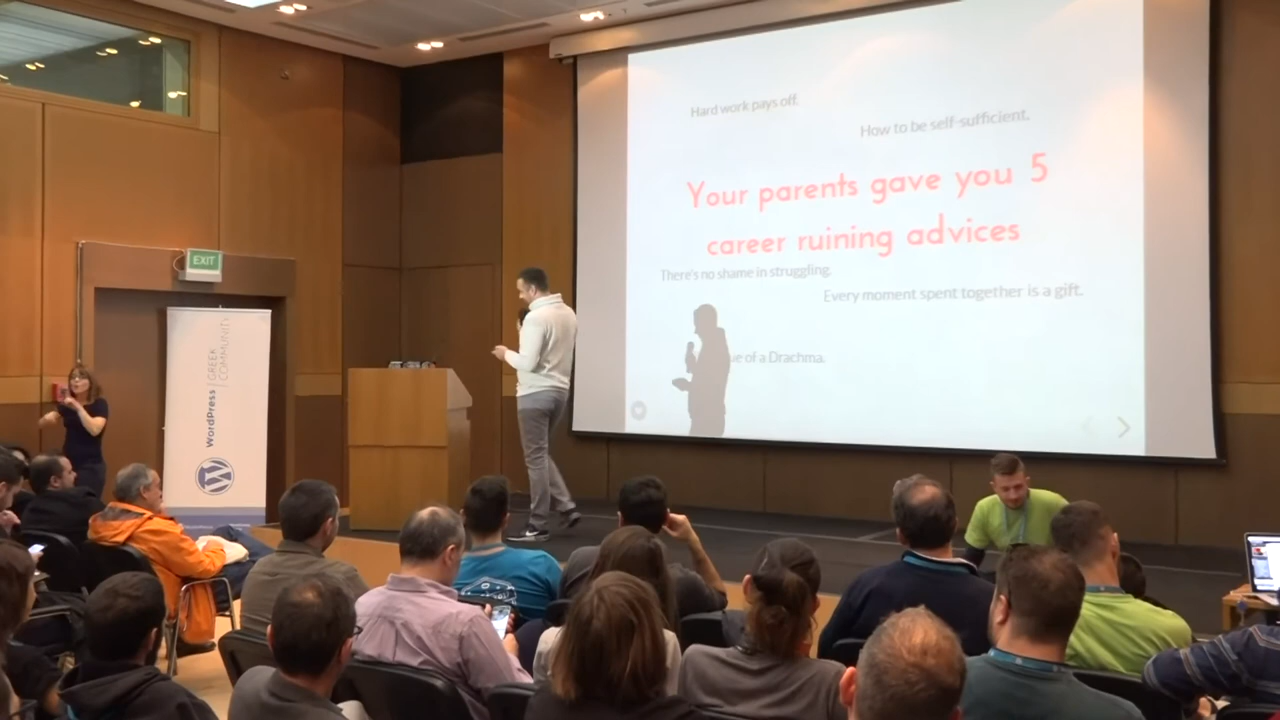 EXIT
WordPress | GREEK
COMMUNITY
Hard work pays off.
How to be self-sufficient.
Your parents gave you 5
career ruining advices
There's no shame in struggling.
Every moment spent together is a gift.
of a Drachma.